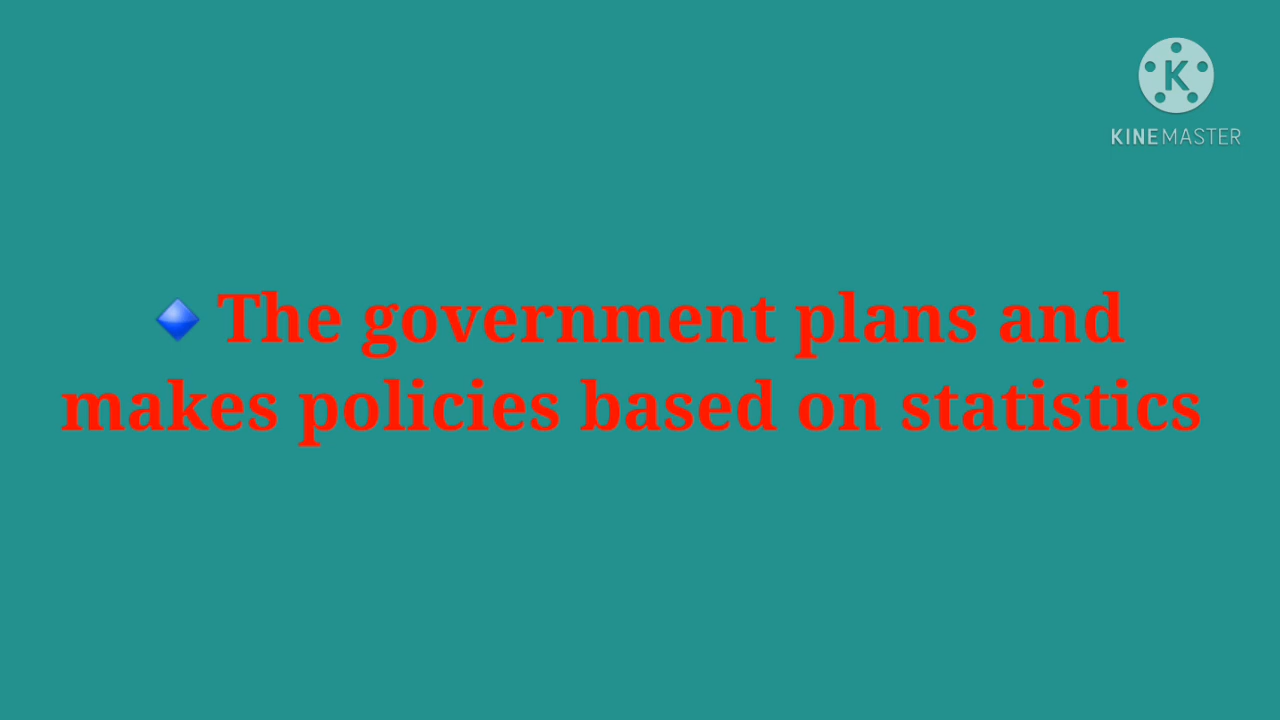 K
KINEMASTER
🔹 The government plans and
makes policies based on statistics